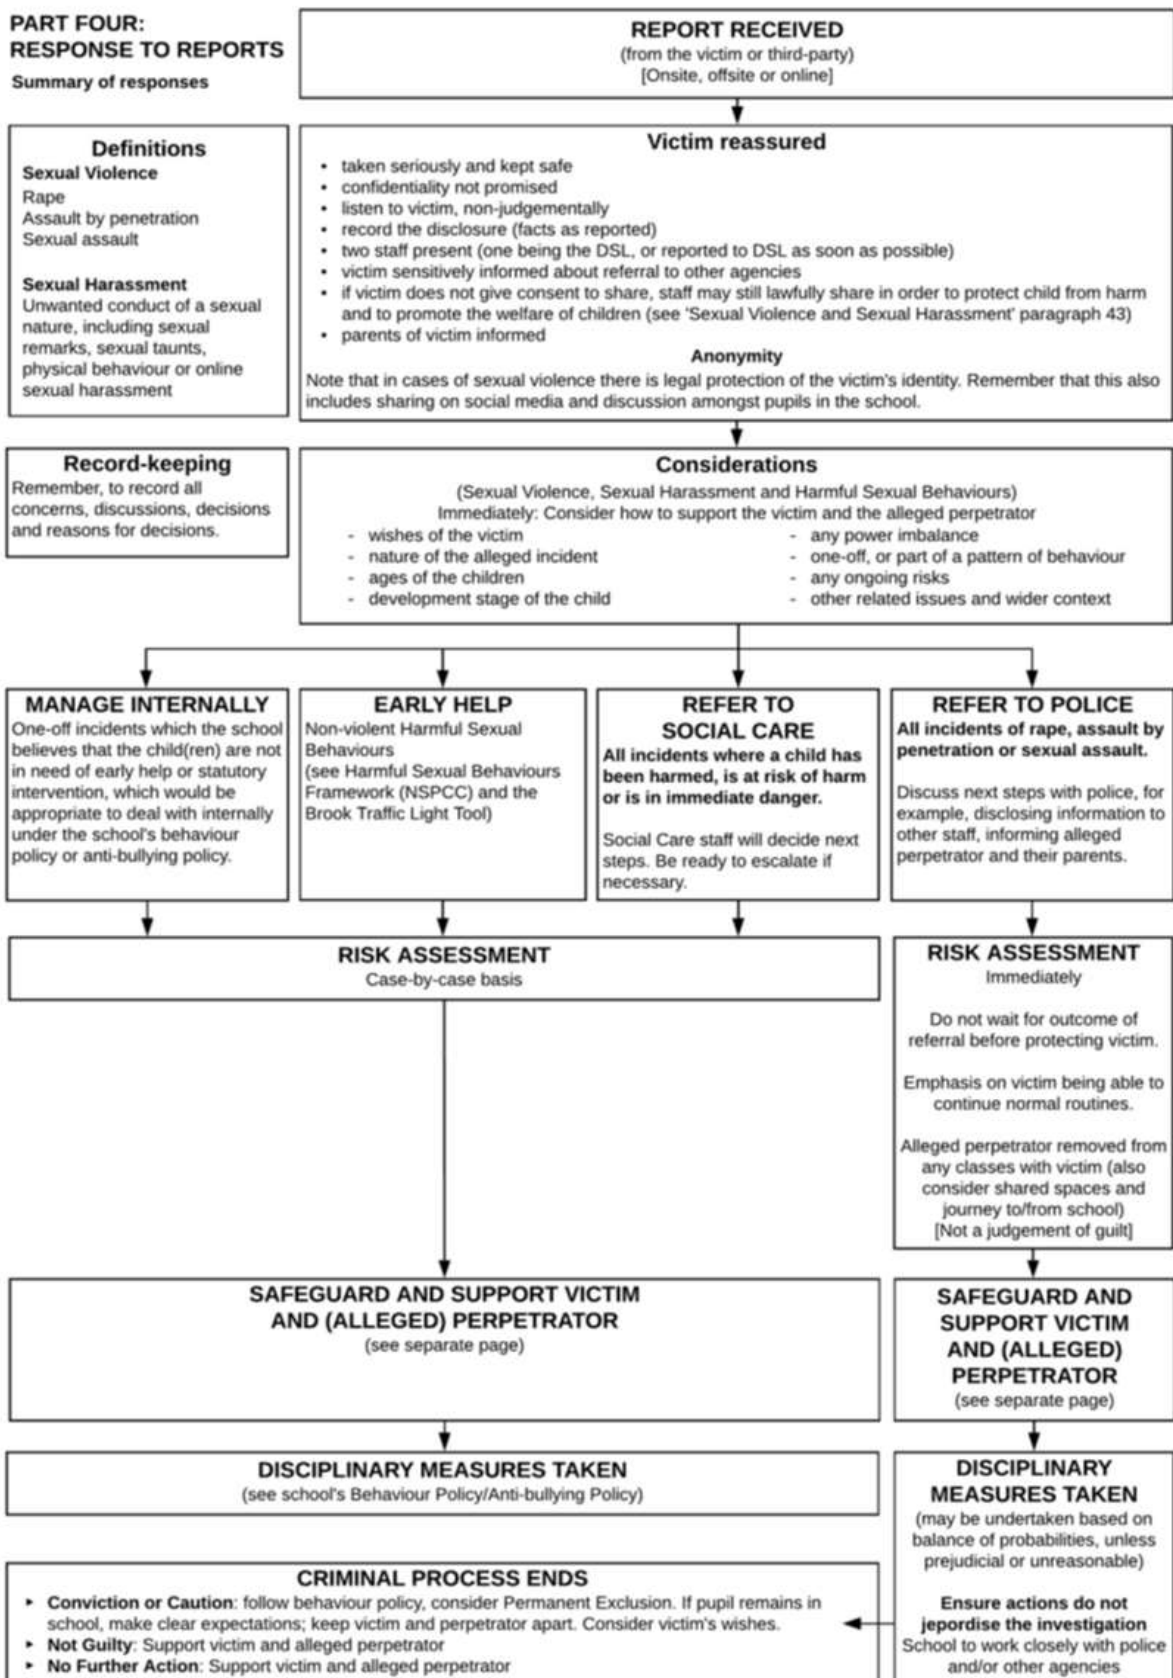 PART FOUR:
RESPONSE TO REPORTS
Summary of responses
REPORT RECEIVED
(from the victim or third-party)
[Onsite, offsite or online]
Definitions
Sexual Violence
Rape
Assault by penetration
Sexual assault
Sexual Harassment
Unwanted conduct of a sexual
nature, including sexual
remarks, sexual taunts,
physical behaviour or online
sexual harassment
Victim reassured
• taken seriously and kept safe
• confidentiality not promised
• listen to victim, non-judgementally
• record the disclosure (facts as reported)
• two staff present (one being the DSL, or reported to DSL as soon as possible)
• victim sensitively informed about referral to other agencies
• if victim does not give consent to share, staff may still lawfully share in order to protect child from harm
and to promote the welfare of children (see 'Sexual Violence and Sexual Harassment' paragraph 43)
• parents of victim informed
Anonymity
Note that in cases of sexual violence there is legal protection of the victim's identity. Remember that this also
includes sharing on social media and discussion amongst pupils in the school.
Record-keeping
Remember, to record all
concerns, discussions, decisions
and reasons for decisions.
Considerations
(Sexual Violence, Sexual Harassment and Harmful Sexual Behaviours)
Immediately: Consider how to support the victim and the alleged perpetrator
- wishes of the victim
- nature of the alleged incident
- ages of the children
- development stage of the child
- any power imbalance
- one-off, or part of a pattern of behaviour
- any ongoing risks
- other related issues and wider context
MANAGE INTERNALLY
One-off incidents which the school
believes that the child(ren) are not
in need of early help or statutory
intervention, which would be
appropriate to deal with internally
under the school's behaviour
policy or anti-bullying policy.
EARLY HELP
Non-violent Harmful Sexual
Behaviours
(see Harmful Sexual Behaviours
Framework (NSPCC) and the
Brook Traffic Light Tool)
REFER TO
SOCIAL CARE
All incidents where a child has
been harmed, is at risk of harm
or is in immediate danger.
Social Care staff will decide next
steps. Be ready to escalate if
necessary.
REFER TO POLICE
All incidents of rape, assault by
penetration or sexual assault.
Discuss next steps with police, for
example, disclosing information to
other staff, informing alleged
perpetrator and their parents.
RISK ASSESSMENT
Case-by-case basis
RISK ASSESSMENT
Immediately
Do not wait for outcome of
referral before protecting victim.
Emphasis on victim being able to
continue normal routines.
Alleged perpetrator removed from
any classes with victim (also
consider shared spaces and
journey to/from school)
[Not a judgement of guilt]
SAFEGUARD AND SUPPORT VICTIM
AND (ALLEGED) PERPETRATOR
(see separate page)
SAFEGUARD AND
SUPPORT VICTIM
AND (ALLEGED)
PERPETRATOR
(see separate page)
DISCIPLINARY MEASURES TAKEN
(see school's Behaviour Policy/Anti-bullying Policy)
DISCIPLINARY
MEASURES TAKEN
(may be undertaken based on
balance of probabilities, unless
prejudicial or unreasonable)
Ensure actions do not
jepordise the investigation
School to work closely with police
and/or other agencies
CRIMINAL PROCESS ENDS
▸ Conviction or Caution: follow behaviour policy, consider Permanent Exclusion. If pupil remains in
school, make clear expectations; keep victim and perpetrator apart. Consider victim's wishes.
▸ Not Guilty: Support victim and alleged perpetrator
▸ No Further Action: Support victim and alleged perpetrator